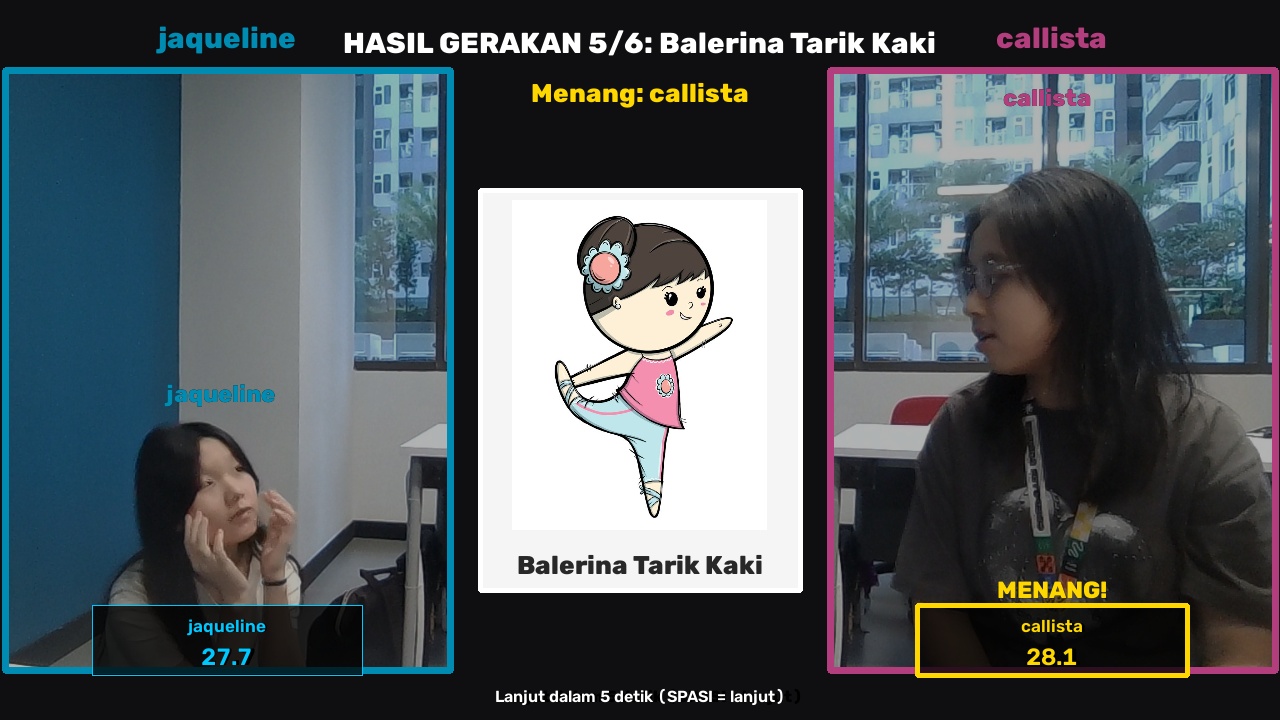 jaqueline
HASIL GERAKAN 5/6: Balerina Tarik Kaki
callista
Menang: callista
callista
jaqueline
Balerina Tarik Kaki
MENANG!
jaqueline
27.7
callista
28.1
Lanjut dalam 5 detik (SPASI = lanjut)